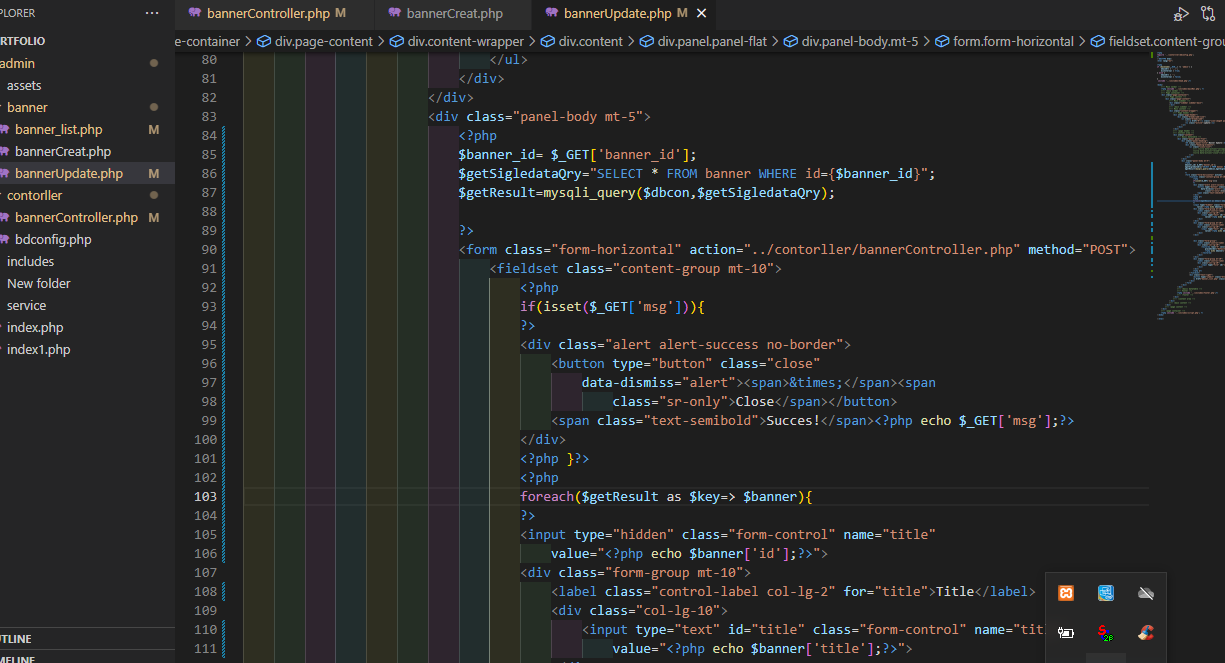 PLORER ...
bannerController.php M
bannerCreat.php
bannerUpdate.php M
e-container > div.page-content > div.content-wrapper > div.content > div.panel.panel-flat > div.panel-body.mt-5 > form.form-horizontal > fieldset.content-grou
RTFOLIO
admin
assets
banner
banner_list.php M
bannerCreat.php
bannerUpdate.php M
contorller
bannerController.php M
bdconfig.php
includes
New folder
service
index.php
index1.php
UTLINE
MELINE
80 </ul>
81 </div>
82 </div>
83 <div class="panel-body mt-5">
84 <?php
85 $banner_id= $_GET['banner_id'];
86 $getSigledataQry="SELECT * FROM banner WHERE id={$banner_id}";
87 $getResult=mysqli_query($dbcon,$getSigledataQry);
88
89 ?>
90 <form class="form-horizontal" action="../contorller/bannerController.php" method="POST">
91 <fieldset class="content-group mt-10">
92 <?php
93 if(isset($_GET['msg'])){
94 ?>
95 <div class="alert alert-success no-border">
96 <button type="button" class="close"
97 data-dismiss="alert"><span>&times;</span><span
98 class="sr-only">Close</span></button>
99 <span class="text-semibold">Succes!</span><?php echo $_GET['msg'];?>
100 </div>
101 <?php }?>
102 <?php
103 foreach($getResult as $key=> $banner){
104 ?>
105 <input type="hidden" class="form-control" name="title"
106 value="<?php echo $banner['id'];?>">
107 <div class="form-group mt-10">
108 <label class="control-label col-lg-2" for="title">Title</label>
109 <div class="col-lg-10">
110 <input type="text" id="title" class="form-control" name="tit
111 value="<?php echo $banner['title'];?>">